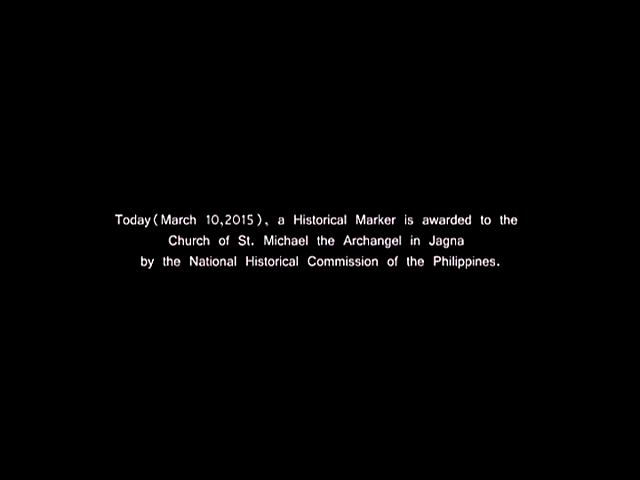 Today(March 10,2015), a Historical Marker is awarded to the
Church of St. Michael the Archangel in Jagna
by the National Historical Commission of the Philippines.